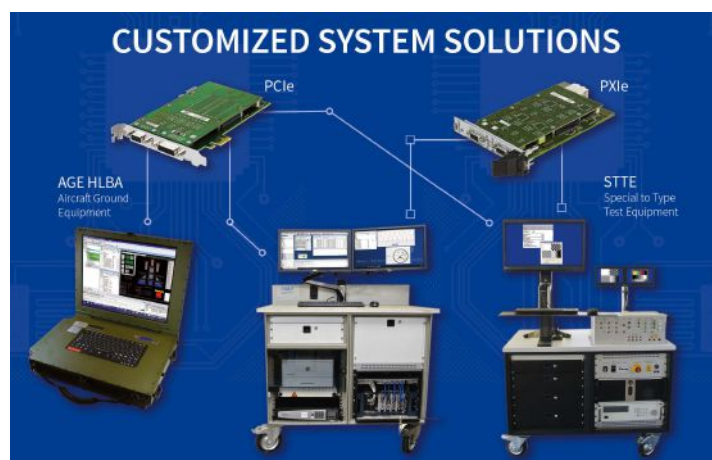 CUSTOMIZED SYSTEM SOLUTIONS
PCIe
PXIe
AGE HLBA
Aircraft Ground
Equipment
STTE
Special to Type
Test Equipment